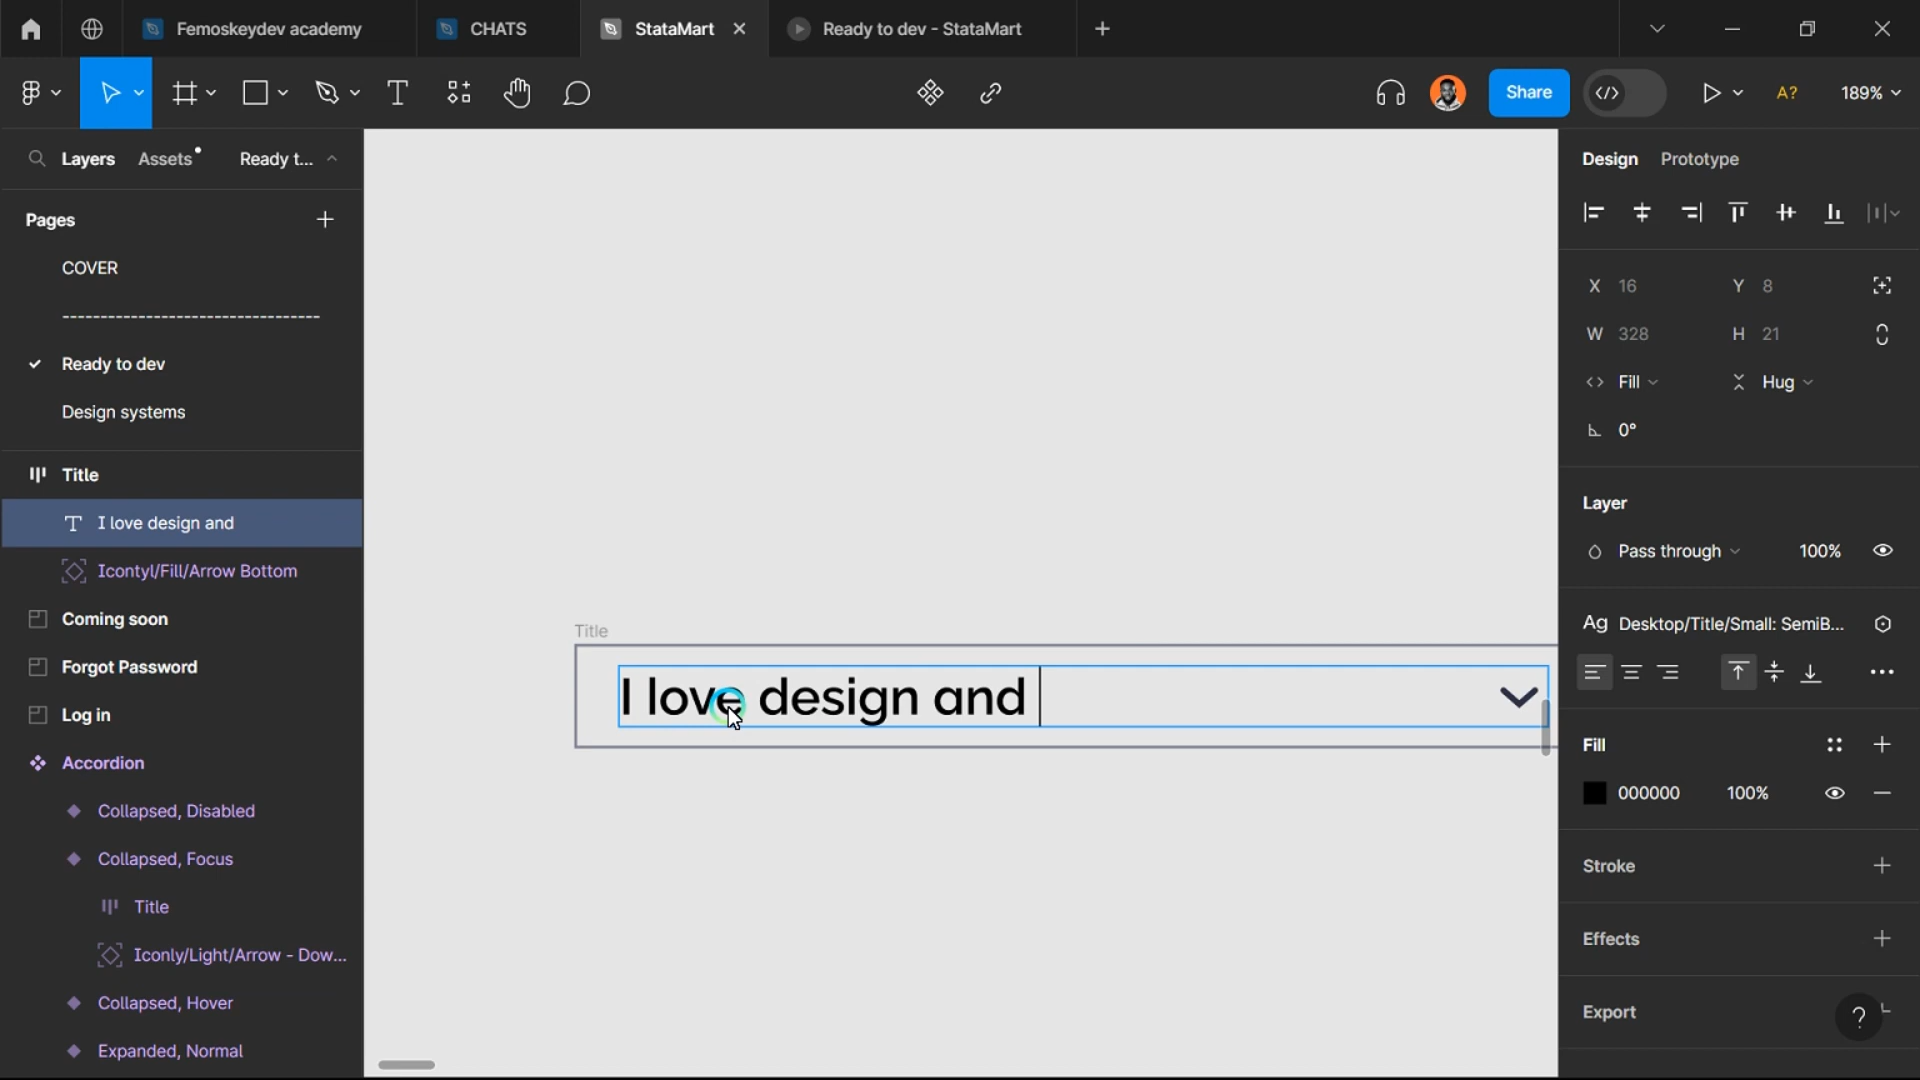 Femoskeydev academy
CHATS
StataMart
Ready to dev - StataMart
Share
A?
189%
Layers
Assets
Ready t...
Design
Prototype
Pages
COVER
---------------------------------
Ready to dev
Design systems
Title
I love design and
Icontyl/Fill/Arrow Bottom
Coming soon
Forgot Password
Log in
Accordion
Collapsed, Disabled
Collapsed, Focus
Title
Iconly/Light/Arrow - Dow...
Collapsed, Hover
Expanded, Normal
Title
I love design and
X 16
Y 8
W 328
H 21
Fill
Hug
0°
Layer
Pass through
100%
Ag Desktop/Title/Small: SemiB...
Fill
000000
100%
Stroke
Effects
Export
?